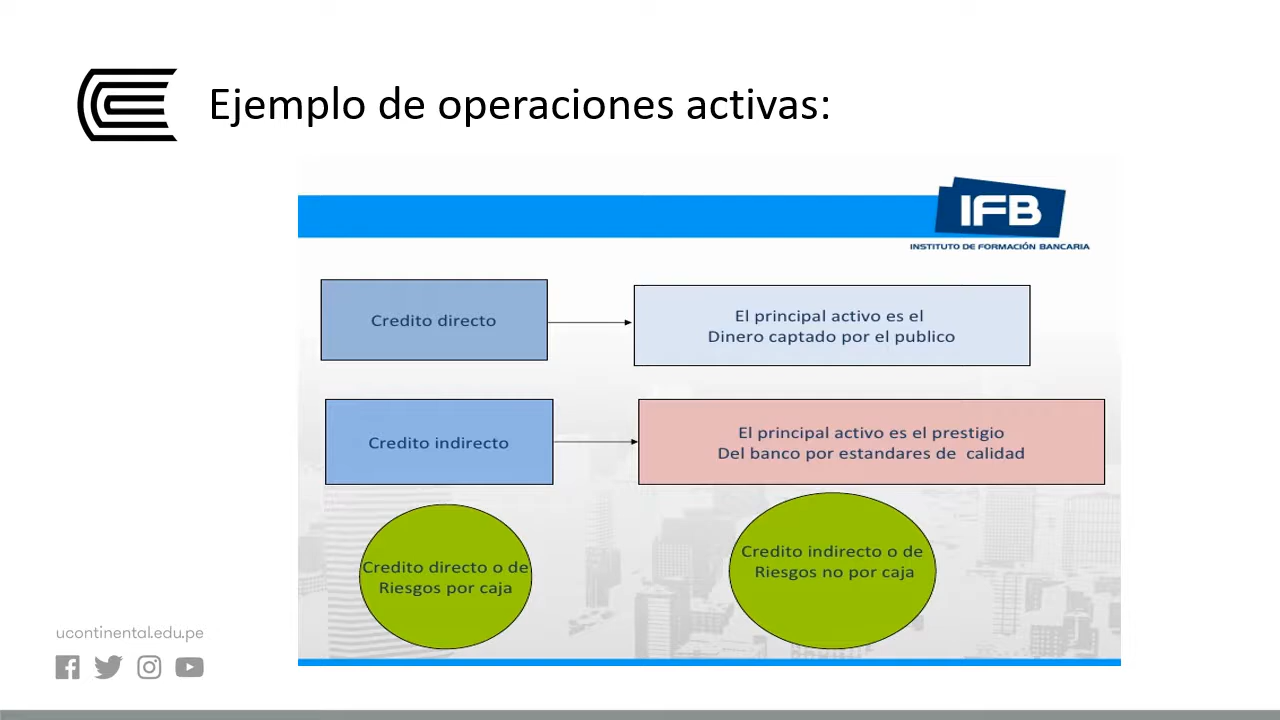 Ejemplo de operaciones activas:
IFB
INSTITUTO DE FORMACIÓN BANCARIA
Credito directo
El principal activo es el
Dinero captado por el publico
Credito indirecto
El principal activo es el prestigio
Del banco por estandares de calidad
Credito directo o de
Riesgos por caja
Credito indirecto o de
Riesgos no por caja
ucontinental.edu.pe